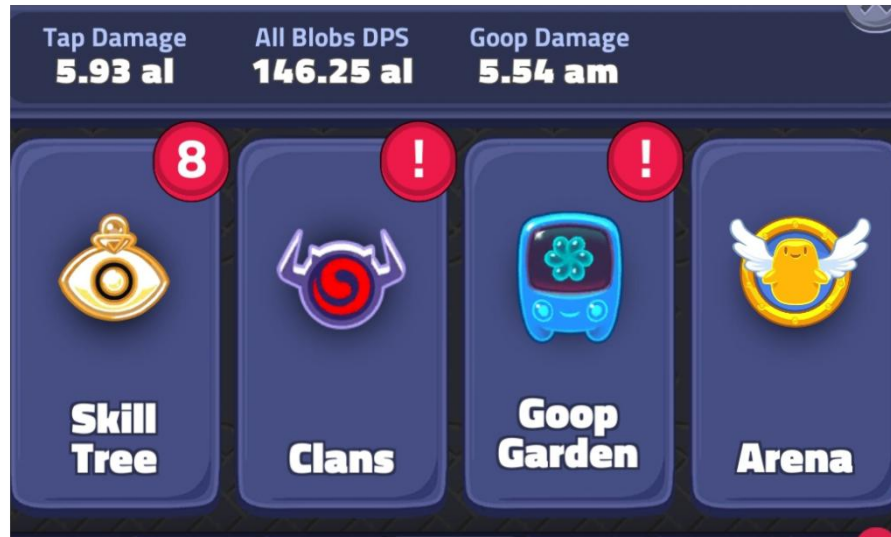 Tap Damage
5.93 al
All Blobs DPS
146.25 al
Goop Damage
5.54 am
8
!
!
Skill
Tree
Clans
Goop
Garden
Arena